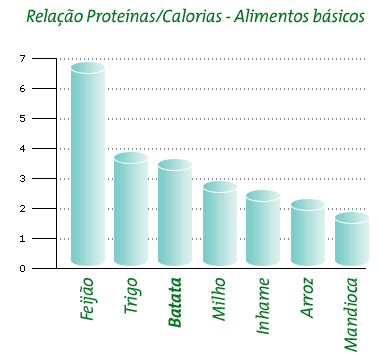 Relação Proteínas/Calorias - Alimentos básicos
7
6
5
4
3
2
1
0
Feijão
Trigo
Batata
Milho
Inhame
Arroz
Mandioca